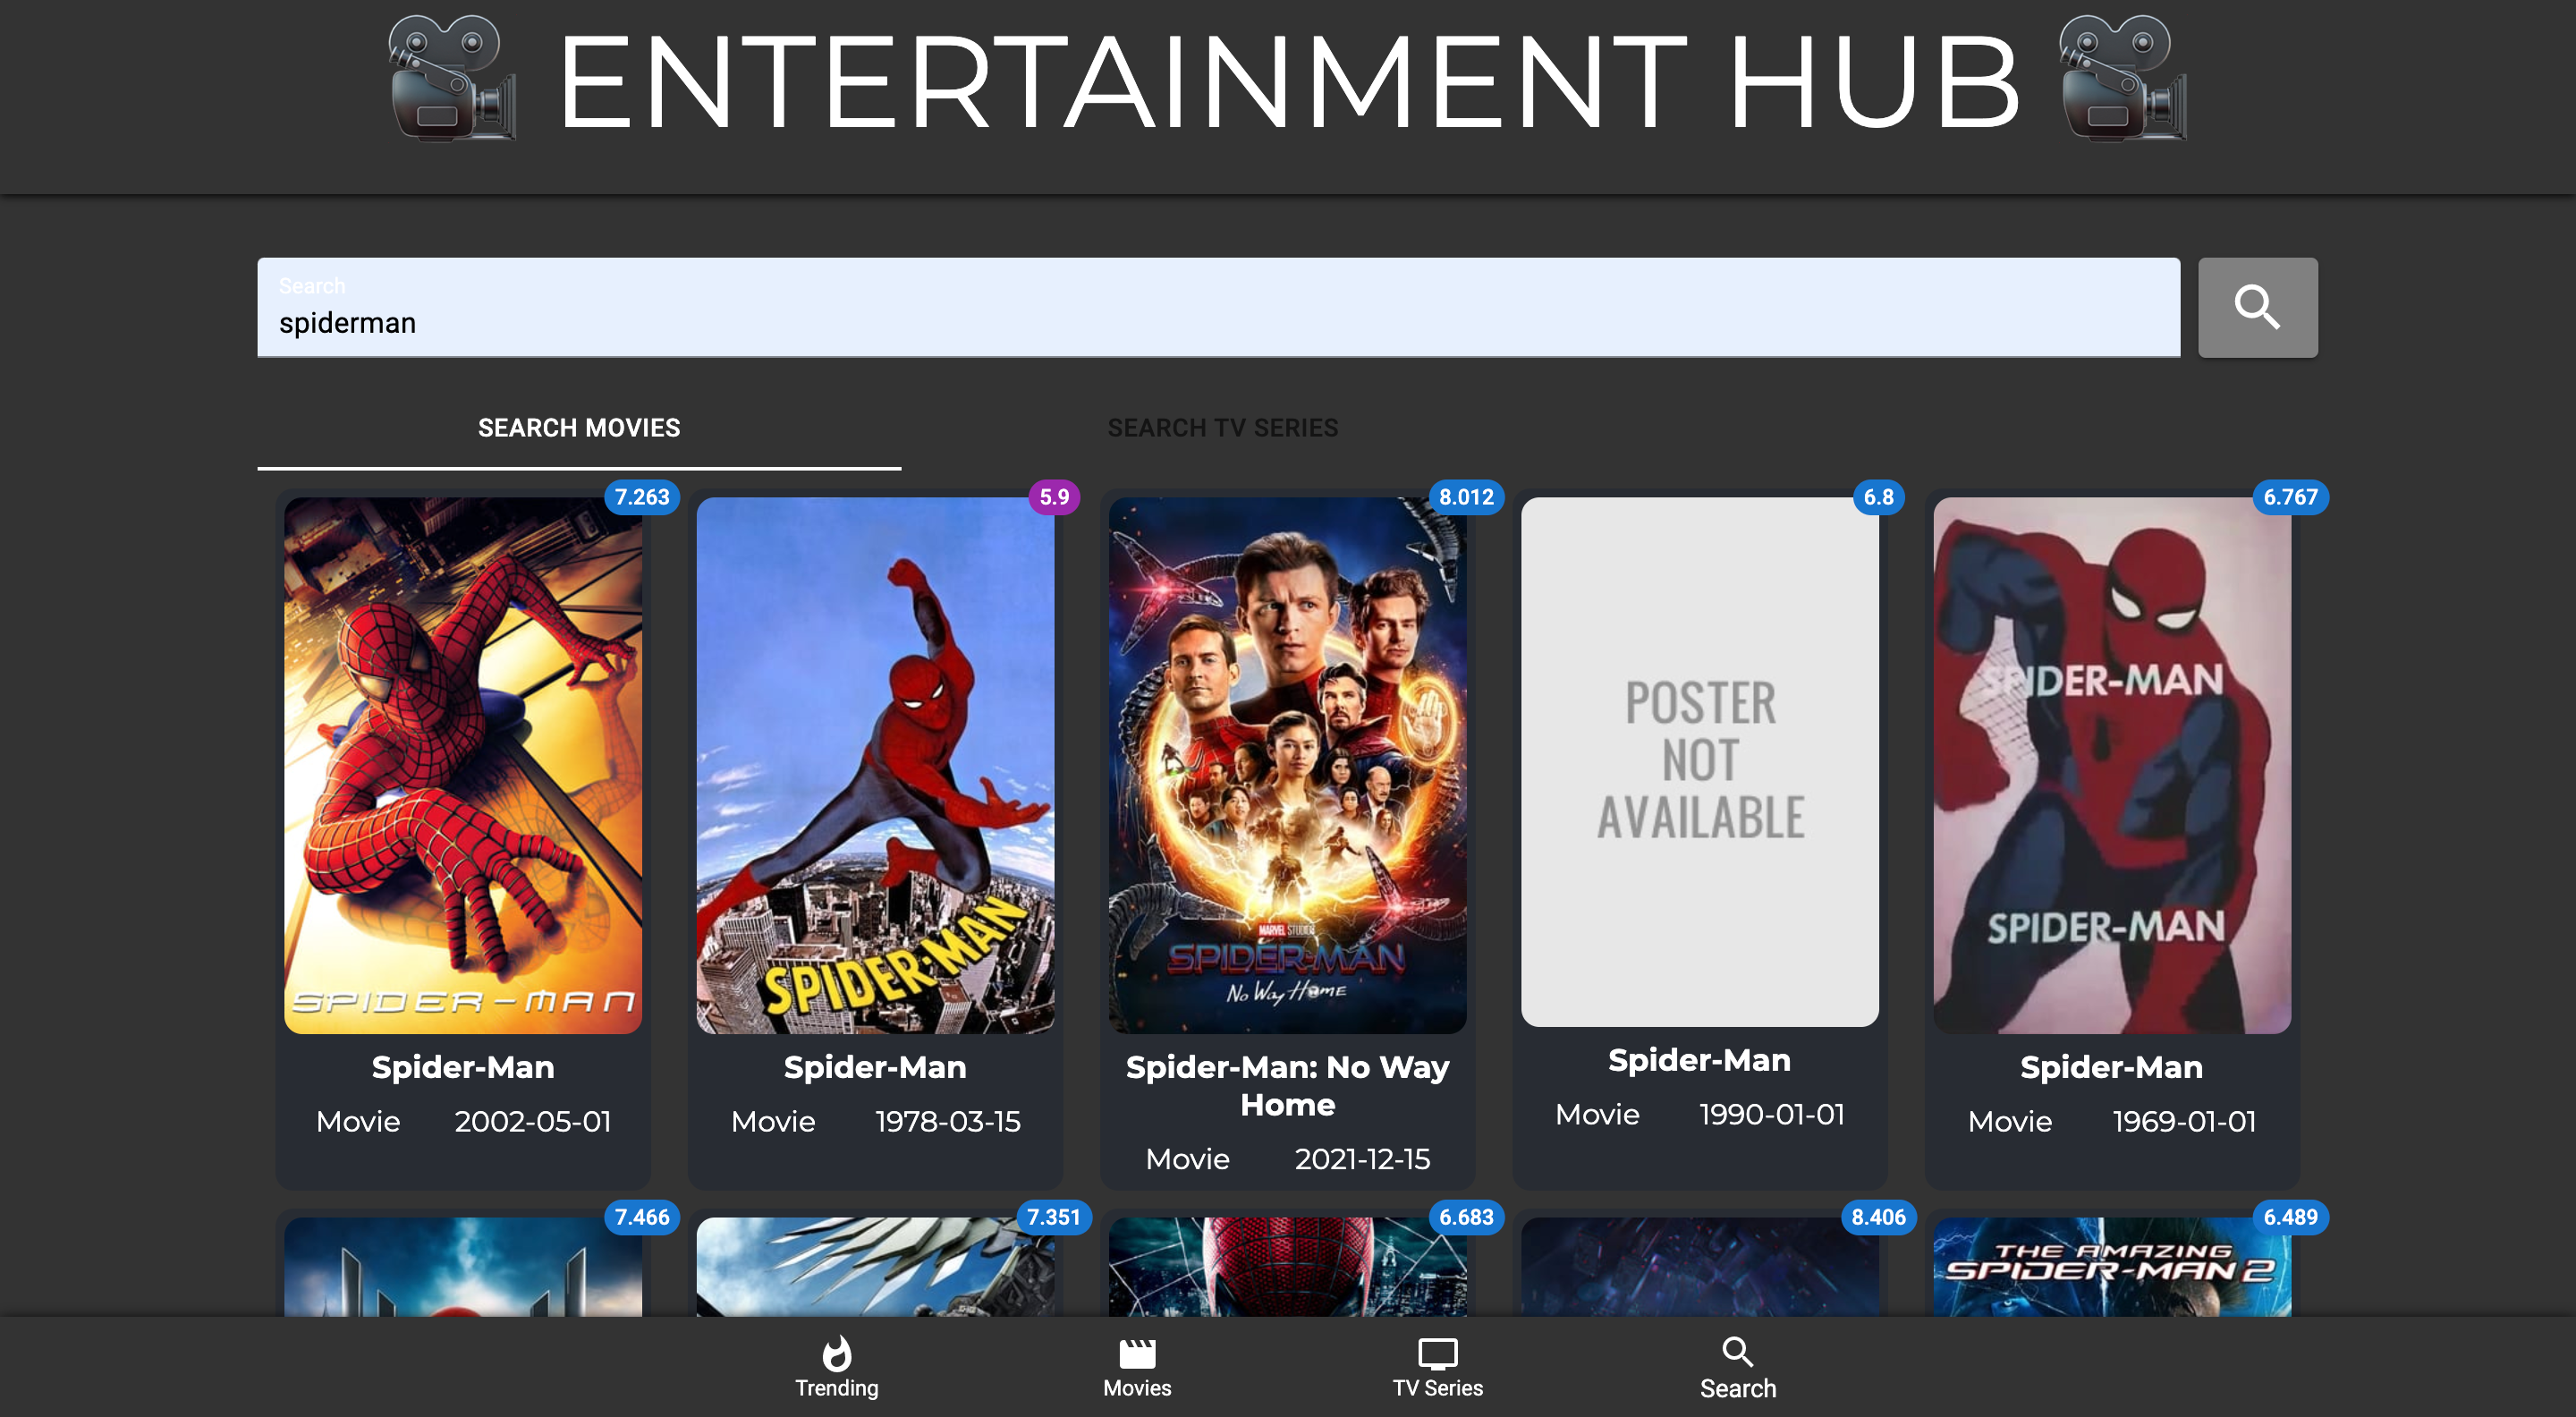 ENTERTAINMENT HUB
Search
spiderman
SEARCH MOVIES
SEARCH TV SERIES
7.263
5.9
8.012
6.8
6.767
SPIDER-MAN
SPIDER-MAN
MARVEL STUDIOS
SPIDER-MAN
No Way Home
POSTER
NOT
AVAILABLE
SPIDER-MAN
SPIDER-MAN
Spider-Man
Movie 2002-05-01
Spider-Man
Movie 1978-03-15
Spider-Man: No Way
Home
Movie 2021-12-15
Spider-Man
Movie 1990-01-01
Spider-Man
Movie 1969-01-01
7.466
7.351
6.683
8.406
6.489
THE AMAZING
SPIDER-MAN 2
Trending
Movies
TV Series
Search